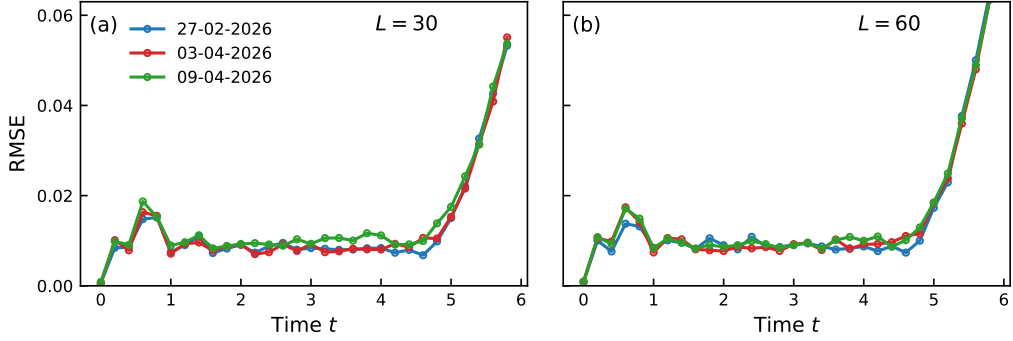 (a)
L = 30
27-02-2026
03-04-2026
09-04-2026
RMSE
0.06
0.04
0.02
0.00
0 1 2 3 4 5 6
Time t
(b)
L = 60
0 1 2 3 4 5 6
Time t